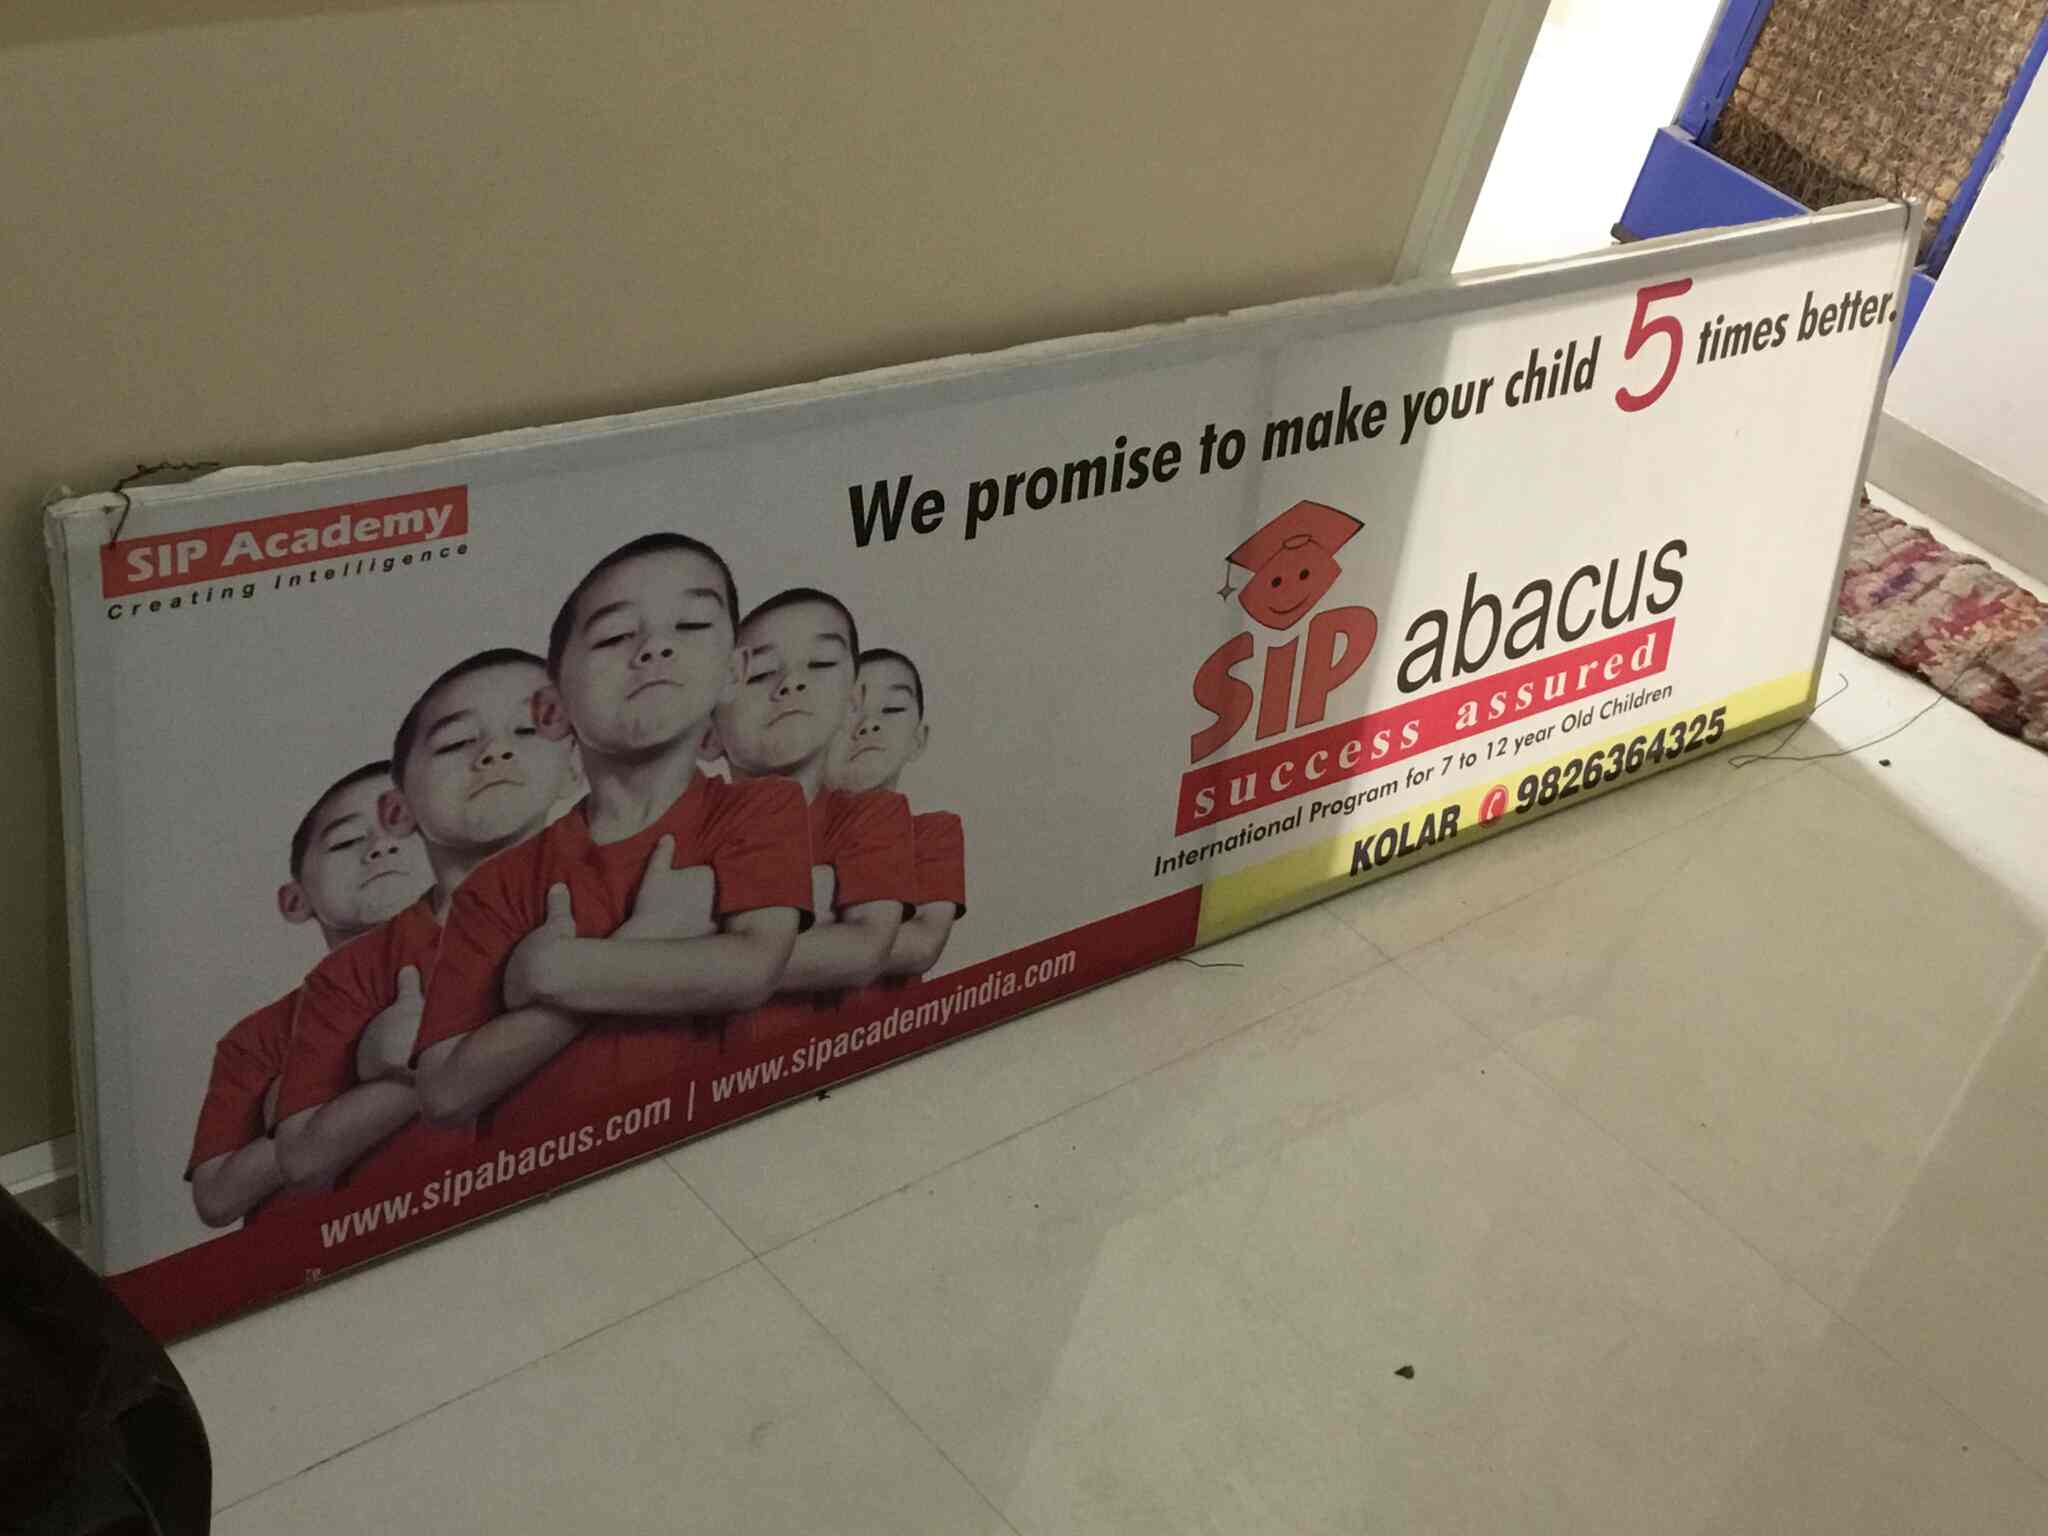 SIP Academy
Creating Intelligence
We promise to make your child 5 times better.
SIP abacus
success assured
International Program for 7 to 12 year Old Children
KOLAR 9826364325
www.sipabacus.com | www.sipacademyindia.com